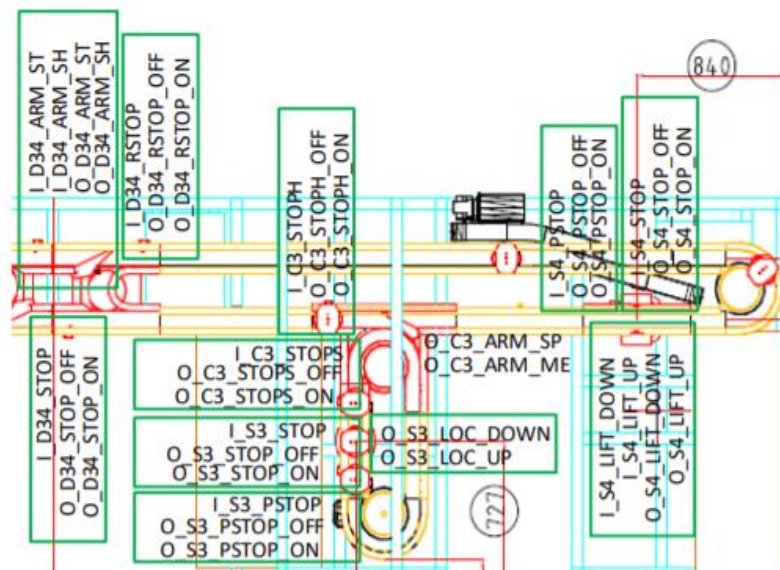 I_D34_ARM_ST
I_D34_ARM_SH
O_D34_ARM_ST
O_D34_ARM_SH
I_D34_RSTOP
O_D34_RSTOP_OFF
O_D34_RSTOP_ON
I_C3_STOPH
O_C3_STOPH_OFF
O_C3_STOPH_ON
I_S4_PSTOP
O_S4_PSTOP_OFF
O_S4_PSTOP_ON
I_S4_STOP
O_S4_STOP_OFF
O_S4_STOP_ON
840
I_D34_STOP
O_D34_STOP_OFF
O_D34_STOP_ON
I_C3_STOPS
O_C3_STOPS_OFF
O_C3_STOPS_ON
O_C3_ARM_SP
O_C3_ARM_ME
I_S3_STOP
O_S3_STOP_OFF
O_S3_STOP_ON
O_S3_LOC_DOWN
O_S3_LOC_UP
I_S3_PSTOP
O_S3_PSTOP_OFF
O_S3_PSTOP_ON
727
I_S4_LIFT_DOWN
I_S4_LIFT_UP
O_S4_LIFT_DOWN
O_S4_LIFT_UP